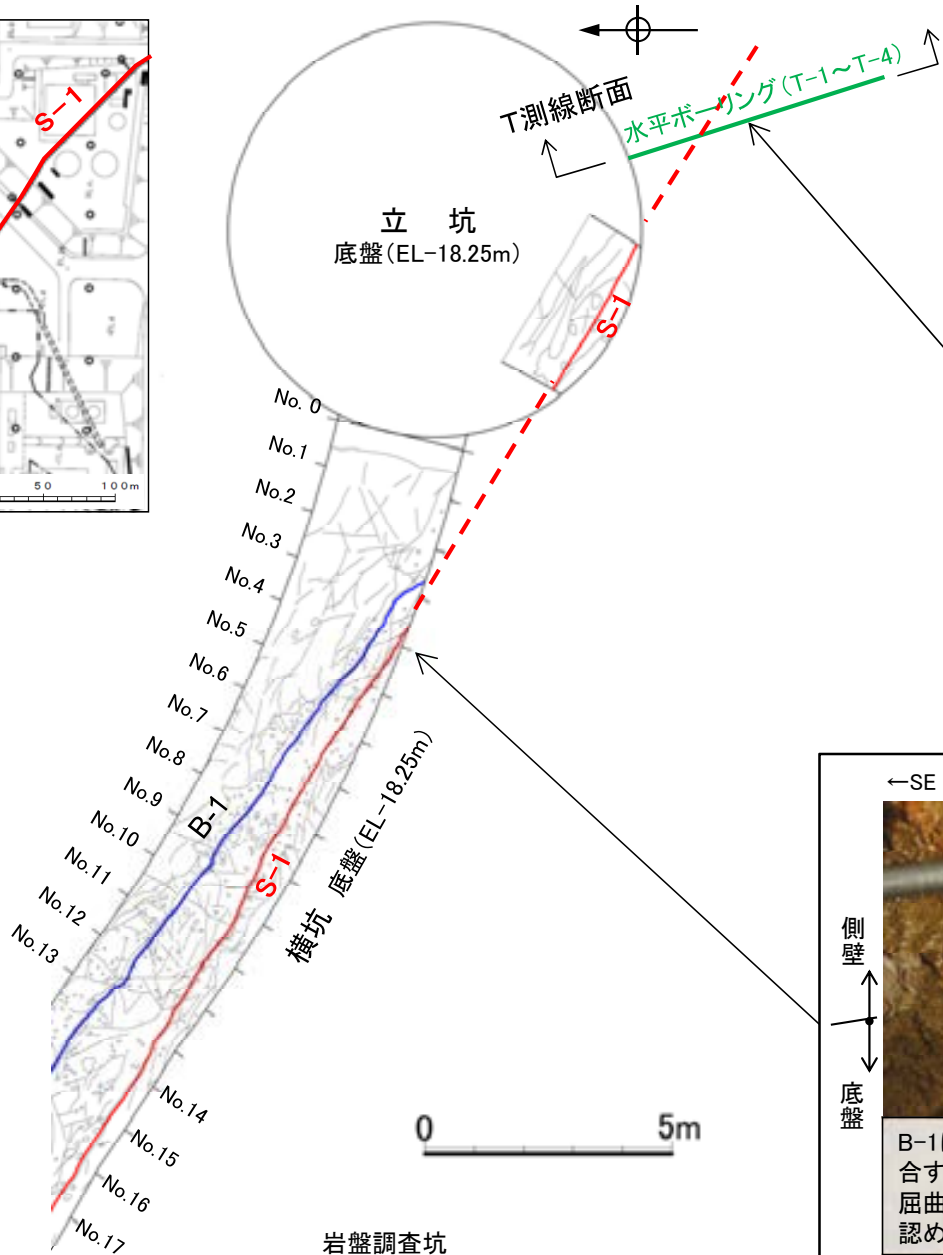 S-1
50 100m
T測線断面
水平ボーリング(T-1～T-4)
立 坑
底盤(EL-18.25m)
S-1
No. 0
No.1
No.2
No.3
No.4
No.5
No.6
No.7
No.8
No.9
No.10
No.11
No.12
No.13
B-1
S-1
横坑 底盤(EL-18.25m)
No.14
No.15
No.16
No.17
0 5m
岩盤調査坑
←SE
側壁
底盤
B-1
合す
屈曲
認め